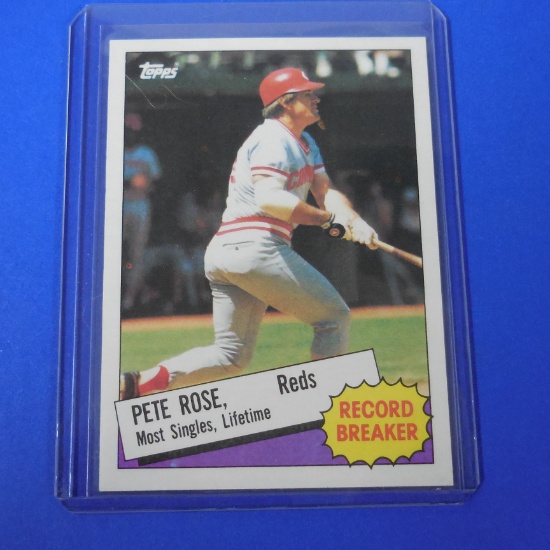 Topps
PETE ROSE, Reds
Most Singles, Lifetime
RECORD
BREAKER